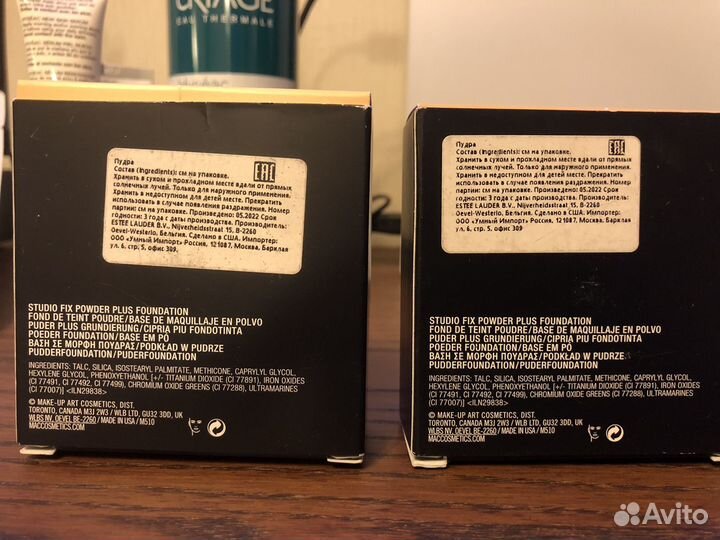 URIAGE
EAU THERMALE
Пудра
Состав (Ingredients): см на упаковке.
Хранить в сухом и прохладном месте вдали от прямых
солнечных лучей. Только для наружного применения.
Хранить в недоступном для детей месте. Прекратить
использовать в случае появления раздражения. Номер
партии: см на упаковке. Произведено: 05.2022 Срок
годности: 3 года с даты производства. Производитель:
ESTEE LAUDER B.V., Nijverheidsstraat 15, B-2260
Oevel-Westerlo, Бельгия. Сделано в США. Импортер:
ООО «Умный Импорт» Россия, 121087, Москва, Барклая
ул. 6, стр. 5, офис 309
EAC
STUDIO FIX POWDER PLUS FOUNDATION
FOND DE TEINT POUDRE/BASE DE MAQUILLAJE EN POLVO
PUDER PLUS GRUNDIERUNG/CIPRIA PIU FONDOTINTA
POEDER FOUNDATION/BASE EM PÓ
ΒΑΣΗ ΣΕ ΜΟΡΦΗ ΠΟΥΔΡΑΣ/PODKŁAD W PUDRZE
PUDDERFOUNDATION/PUDERFOUNDATION
INGREDIENTS: TALC, SILICA, ISOSTEARYL PALMITATE, METHICONE, CAPRYLYL GLYCOL,
HEXYLENE GLYCOL, PHENOXYETHANOL [+/- TITANIUM DIOXIDE (CI 77891), IRON OXIDES
(CI 77491, CI 77492, CI 77499), CHROMIUM OXIDE GREENS (CI 77288), ULTRAMARINES
(CI 77007)] <ILN29838>
© MAKE-UP ART COSMETICS, DIST.
TORONTO, CANADA M3J 2W3 / WLB LTD, GU32 3DD, UK
WLBS NV, OEVEL BE-2260 / MADE IN USA / M510
MACCOSMETICS.COM
Пудра
Состав (Ingredients): см на упаковке.
Хранить в сухом и прохладном месте вдали от прямых
солнечных лучей. Только для наружного применения.
Хранить в недоступном для детей месте. Прекратить
использовать в случае появления раздражения. Номер
партии: см на упаковке. Произведено: 05.2022 Срок
годности: 3 года с даты производства. Производитель:
ESTEE LAUDER B.V., Nijverheidsstraat 15, B-2260
Oevel-Westerlo, Бельгия. Сделано в США. Импортер:
ООО «Умный Импорт» Россия, 121087, Москва, Барклая
ул. 6, стр. 5, офис 309
EAC
STUDIO FIX POWDER PLUS FOUNDATION
FOND DE TEINT POUDRE/BASE DE MAQUILLAJE EN POLVO
PUDER PLUS GRUNDIERUNG/CIPRIA PIU FONDOTINTA
POEDER FOUNDATION/BASE EM PÓ
ΒΑΣΗ ΣΕ ΜΟΡΦΗ ΠΟΥΔΡΑΣ/PODKŁAD W PUDRZE
PUDDERFOUNDATION/PUDERFOUNDATION
INGREDIENTS: TALC, SILICA, ISOSTEARYL PALMITATE, METHICONE, CAPRYLYL GLYCOL,
HEXYLENE GLYCOL, PHENOXYETHANOL [+/- TITANIUM DIOXIDE (CI 77891), IRON OXIDES
(CI 77491, CI 77492, CI 77499), CHROMIUM OXIDE GREENS (CI 77288), ULTRAMARINES
(CI 77007)] <ILN29838>
© MAKE-UP ART COSMETICS, DIST.
TORONTO, CANADA M3J 2W3 / WLB LTD, GU32 3DD, UK
WLBS NV, OEVEL BE-2260 / MADE IN USA / M510
MACCOSMETICS.COM
Avito